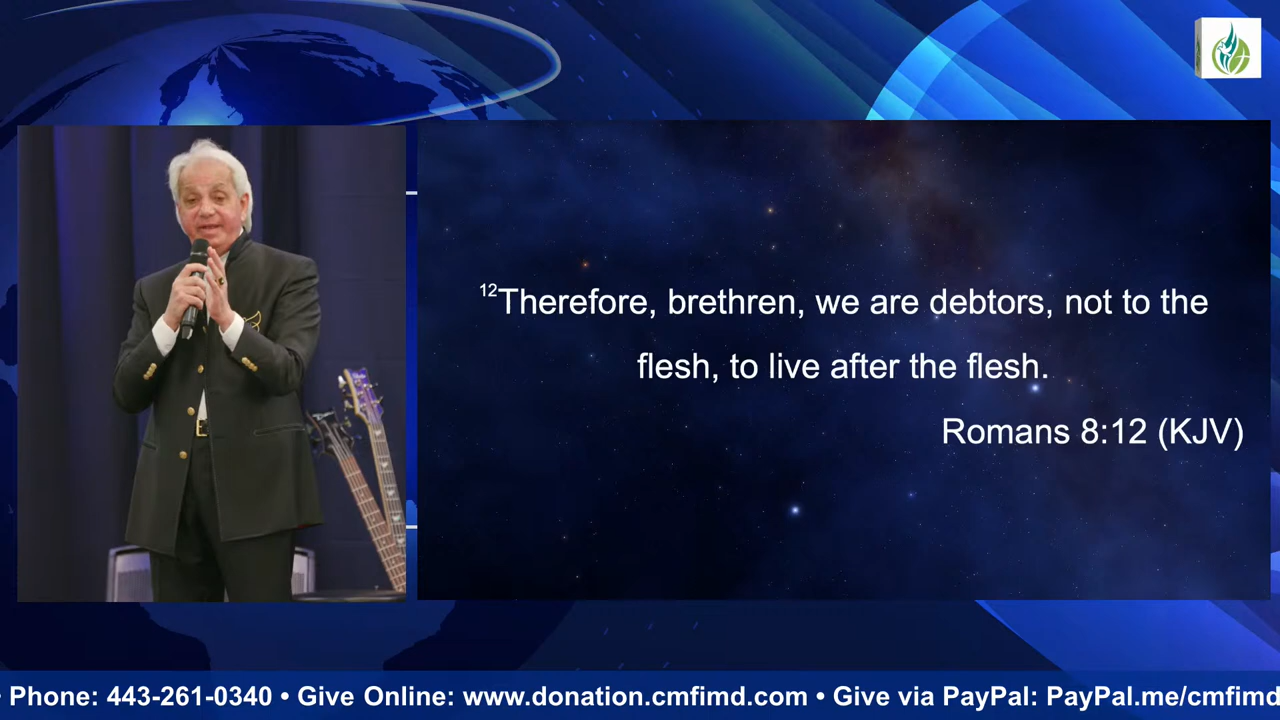 ¹²Therefore, brethren, we are debtors, not to the
flesh, to live after the flesh.
Romans 8:12 (KJV)
• Phone: 443-261-0340 • Give Online: www.donation.cmfimd.com • Give via PayPal: PayPal.me/cmfimd